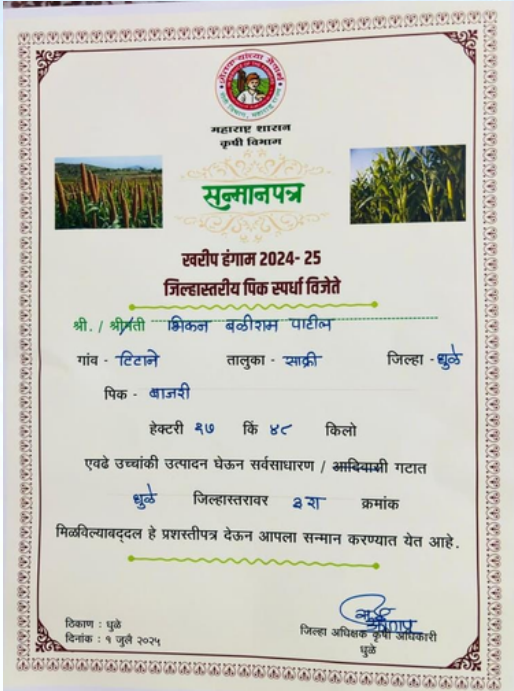 महाराष्ट्र शासन
कृषी विभाग
सन्मानपत्र
खरीप हंगाम 2024- 25
जिल्हास्तरीय पिक स्पर्धा विजेते
श्री. / श्रीमती भिकन बळीराम पाटील
गांव - टिटाने तालुका - साक्री जिल्हा - धुळे
पिक - बाजरी
हेक्टरी ६७ किं ४८ किलो
एवढे उच्चांकी उत्पादन घेऊन सर्वसाधारण / आदिवासी गटात
धुळे जिल्हास्तरावर ३रा क्रमांक
मिळविल्याबद्दल हे प्रशस्तीपत्र देऊन आपला सन्मान करण्यात येत आहे.
ठिकाण : धुळे
दिनांक : १ जुलै २०२५
जिल्हा अधिक्षक कृषी अधिकारी
धुळे